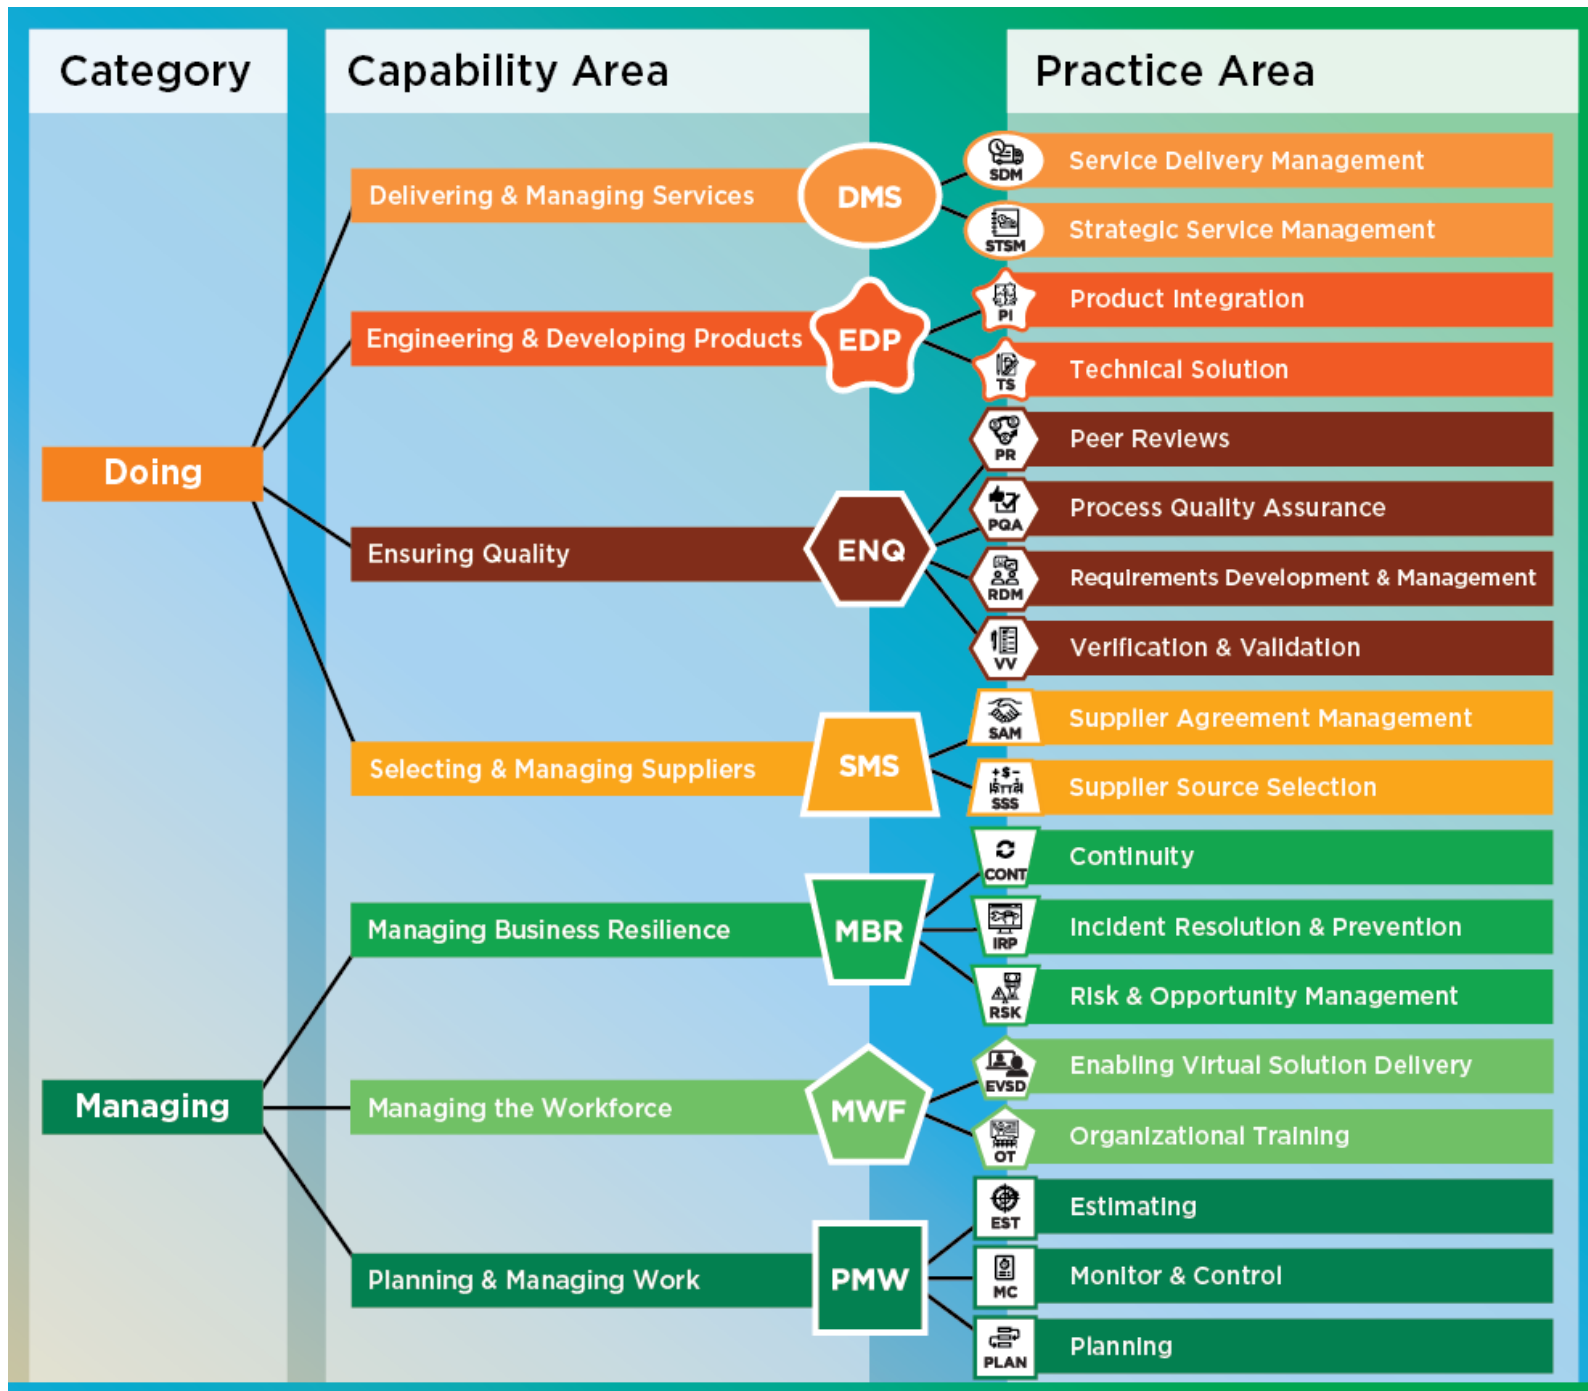 Category
Capability Area
Practice Area
Doing
Delivering & Managing Services
DMS
SDM
Service Delivery Management
STSM
Strategic Service Management
Engineering & Developing Products
EDP
PI
Product Integration
TS
Technical Solution
Ensuring Quality
ENQ
PR
Peer Reviews
PQA
Process Quality Assurance
RDM
Requirements Development & Management
VV
Verification & Validation
Selecting & Managing Suppliers
SMS
SAM
Supplier Agreement Management
+$-
SSS
Supplier Source Selection
Managing
Managing Business Resilience
MBR
CONT
Continuity
IRP
Incident Resolution & Prevention
RSK
Risk & Opportunity Management
Managing the Workforce
MWF
EVSD
Enabling Virtual Solution Delivery
OT
Organizational Training
Planning & Managing Work
PMW
EST
Estimating
MC
Monitor & Control
PLAN
Planning